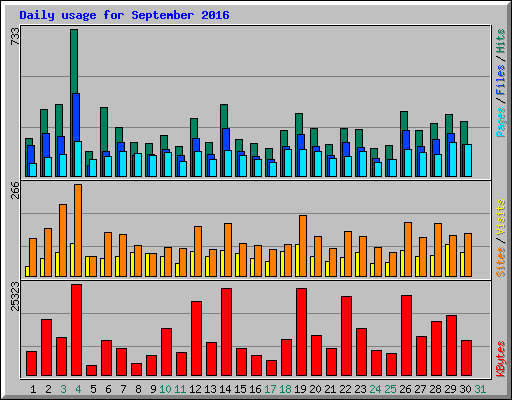 Daily usage for September 2016
733
Pages / Files / Hits
266
Sites / Visits
25323
KBytes
1 2 3 4 5 6 7 8 9 10 11 12 13 14 15 16 17 18 19 20 21 22 23 24 25 26 27 28 29 30 31